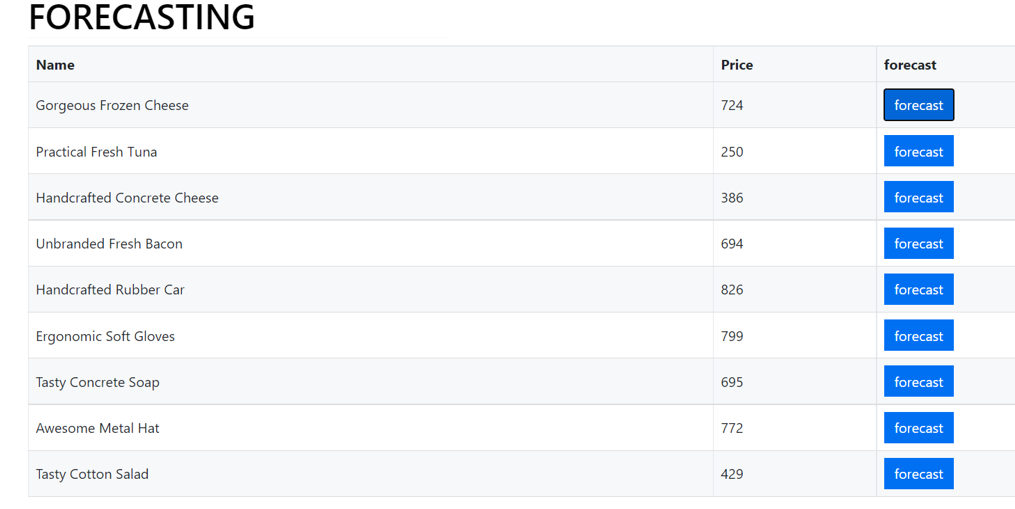 FORECASTING
Name Price forecast
Gorgeous Frozen Cheese 724 forecast
Practical Fresh Tuna 250 forecast
Handcrafted Concrete Cheese 386 forecast
Unbranded Fresh Bacon 694 forecast
Handcrafted Rubber Car 826 forecast
Ergonomic Soft Gloves 799 forecast
Tasty Concrete Soap 695 forecast
Awesome Metal Hat 772 forecast
Tasty Cotton Salad 429 forecast